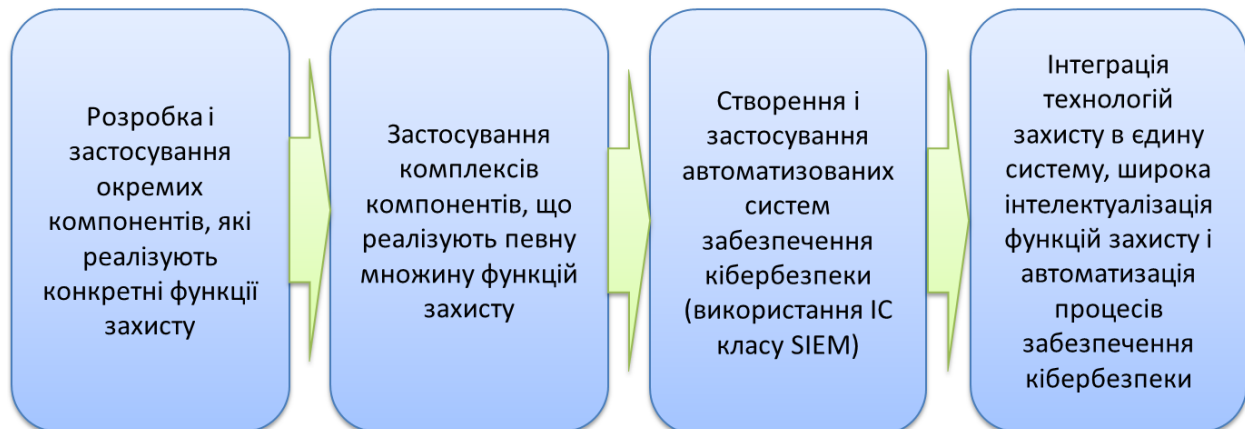 Розробка і
застосування
окремих
компонентів, які
реалізують
конкретні функції
захисту
Застосування
комплексів
компонентів, що
реалізують певну
множину функцій
захисту
Створення і
застосування
автоматизованих
систем
забезпечення
кібербезпеки
(використання ІС
класу SIEM)
Інтеграція
технологій
захисту в єдину
систему, широка
інтелектуалізація
функцій захисту і
автоматизація
процесів
забезпечення
кібербезпеки